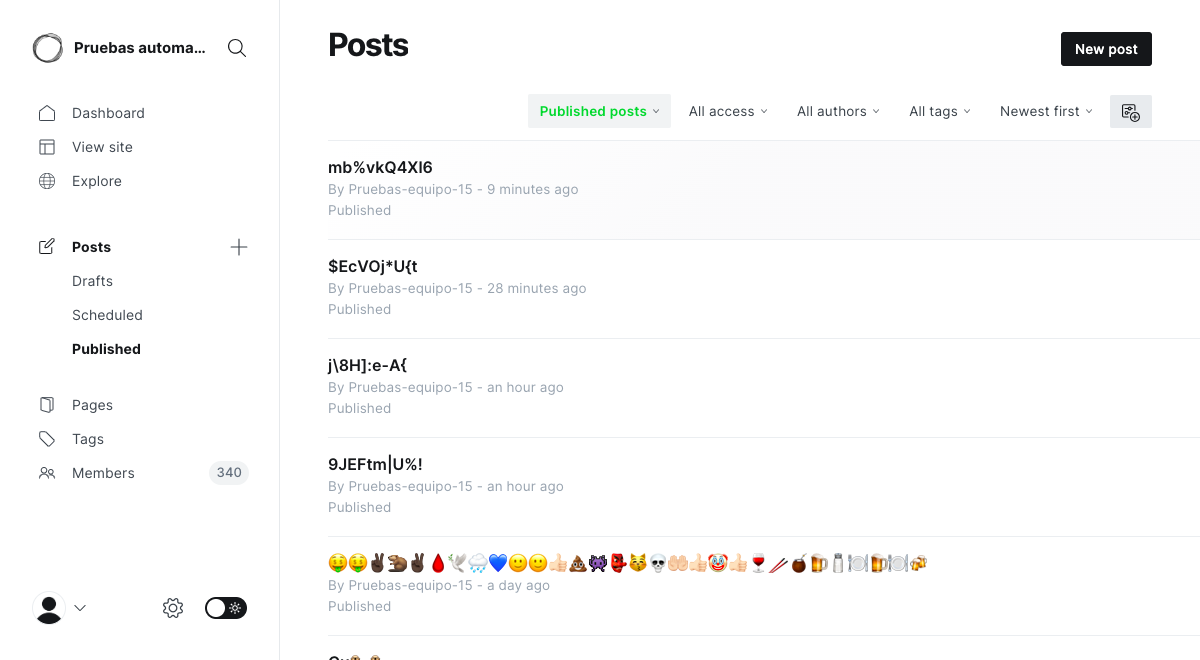 Pruebas automa...
Dashboard
View site
Explore
Posts
Drafts
Scheduled
Published
Pages
Tags
Members 340
Posts
New post
Published posts All access All authors All tags Newest first
mb%vkQ4XI6
By Pruebas-equipo-15 - 9 minutes ago
Published
$EcVOj*U{t
By Pruebas-equipo-15 - 28 minutes ago
Published
j\8H]:e-A{
By Pruebas-equipo-15 - an hour ago
Published
9JEFtm|U%!
By Pruebas-equipo-15 - an hour ago
Published
🤑🤑✌🏿🦫✌🏿🩸🕊🌧💙🙂🙂👍🏻💩👾👺😽💀🤲🏻👍🏻🤡👍🏻🍷🥢🧉🍺🧂🍽🍺🍽🍻
By Pruebas-equipo-15 - a day ago
Published